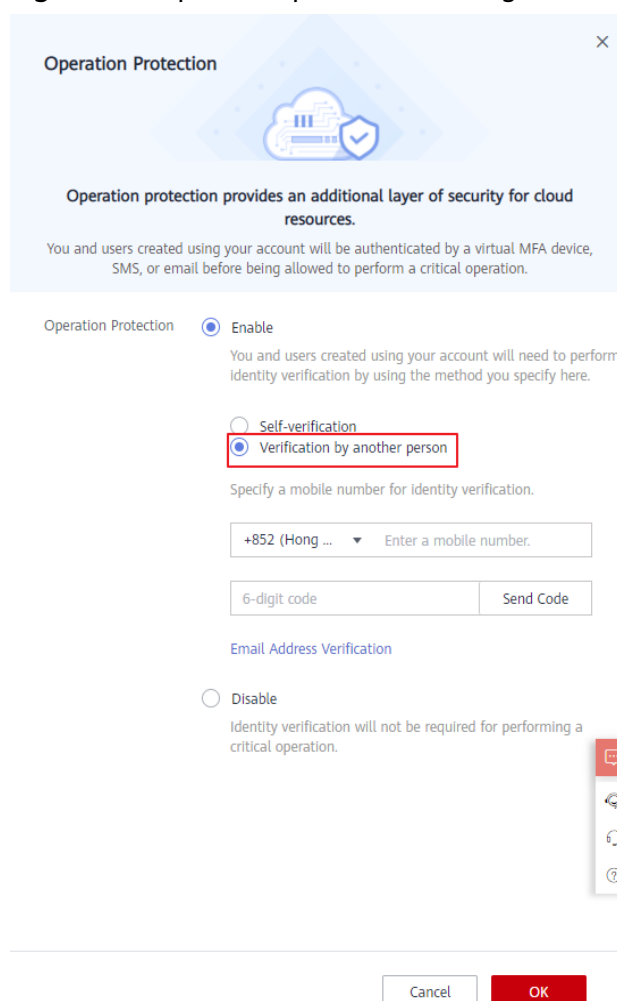 Operation Protection
Operation protection provides an additional layer of security for cloud
resources.
You and users created using your account will be authenticated by a virtual MFA device,
SMS, or email before being allowed to perform a critical operation.
Operation Protection
Enable
You and users created using your account will need to perform
identity verification by using the method you specify here.
Self-verification
Verification by another person
Specify a mobile number for identity verification.
+852 (Hong ... Enter a mobile number.
6-digit code Send Code
Email Address Verification
Disable
Identity verification will not be required for performing a
critical operation.
Cancel OK